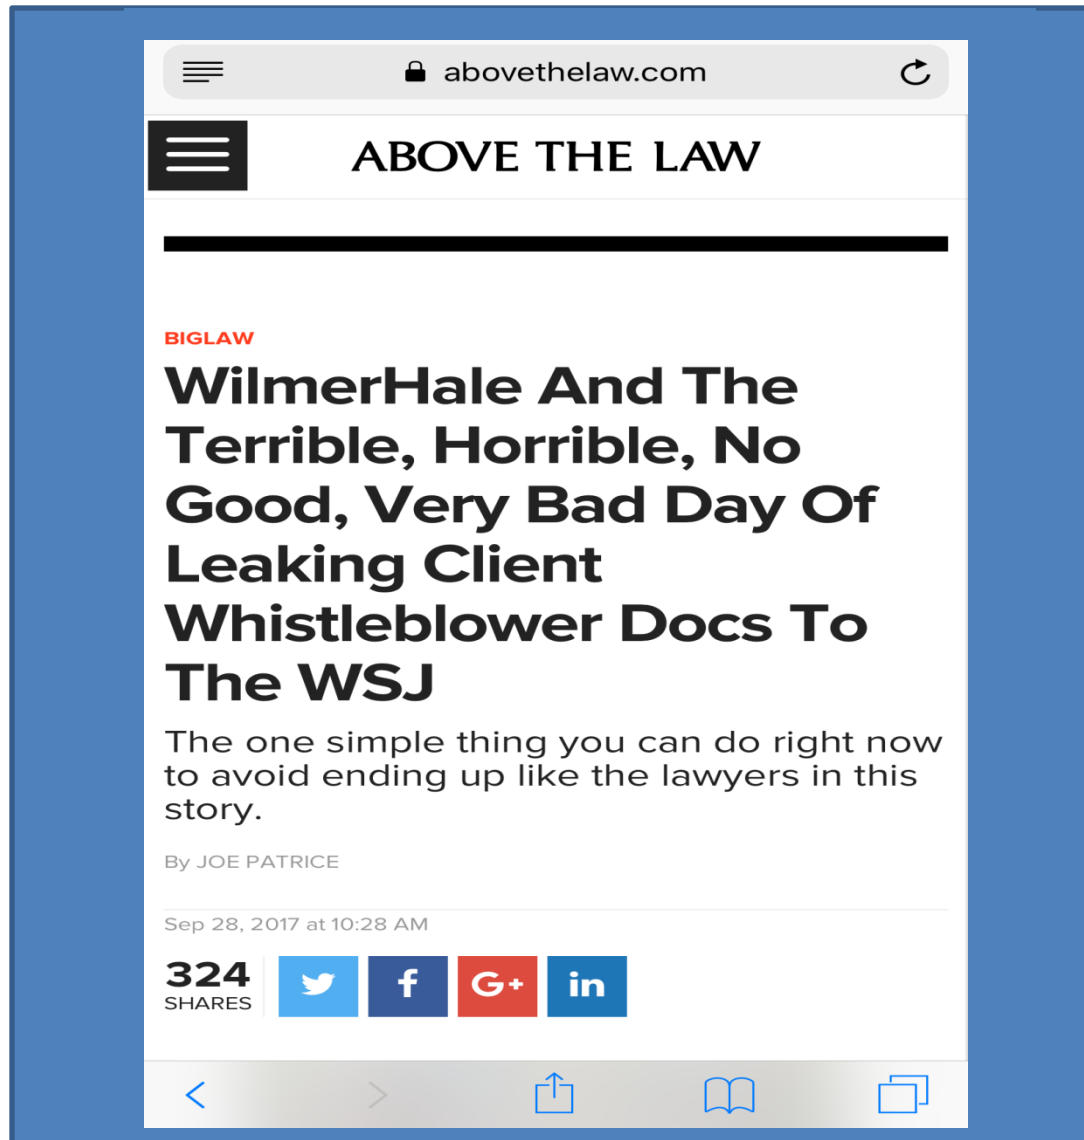 abovethelaw.com
ABOVE THE LAW
BIGLAW
WilmerHale And The
Terrible, Horrible, No
Good, Very Bad Day Of
Leaking Client
Whistleblower Docs To
The WSJ
The one simple thing you can do right now
to avoid ending up like the lawyers in this
story.
By JOE PATRICE
Sep 28, 2017 at 10:28 AM
324
SHARES
f
G+
in